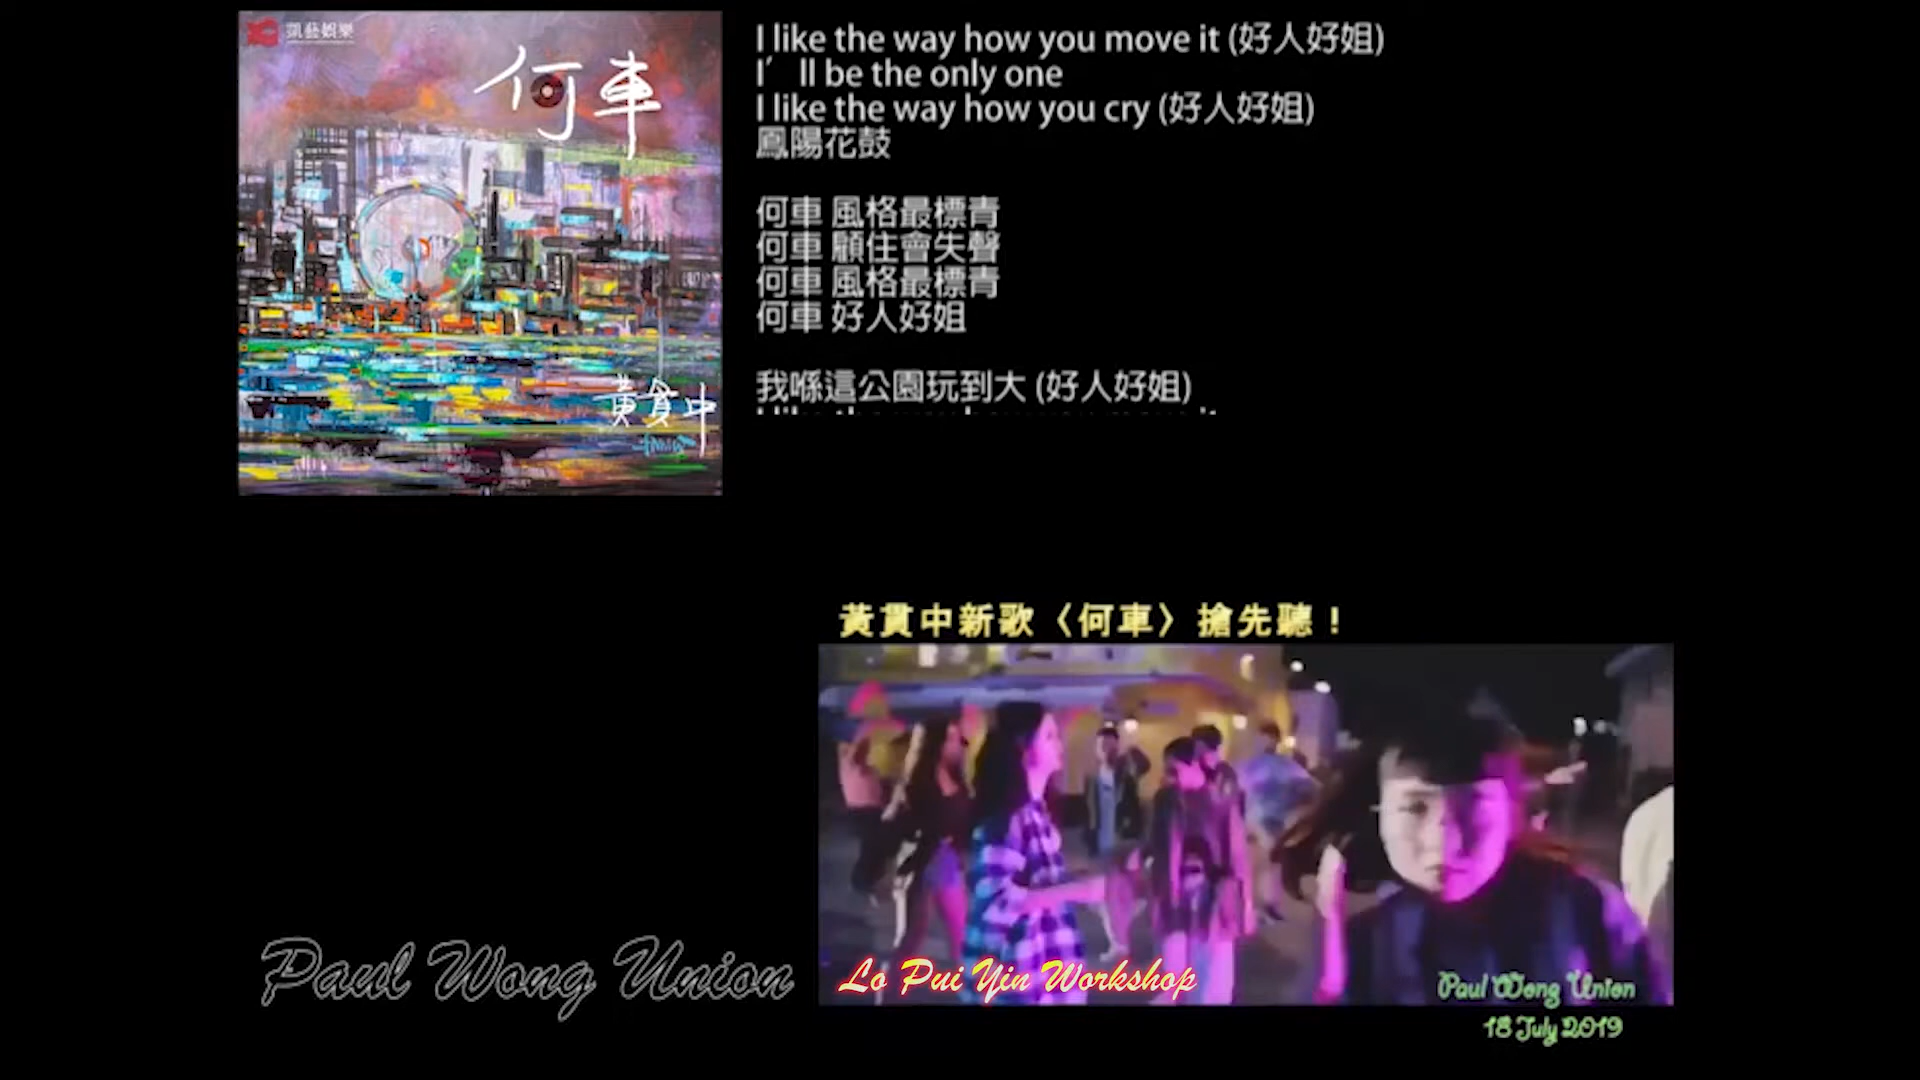 凱藝娛樂
何車
黃貫中
I like the way how you move it (好人好姐)
I’ll be the only one
I like the way how you cry (好人好姐)
鳳陽花鼓
何車 風格最標青
何車 顧住會失聲
何車 風格最標青
何車 好人好姐
我喺這公園玩到大 (好人好姐)
黃貫中新歌〈何車〉搶先聽！
Paul Wong Union
Lo Pui Yin Workshop
Paul Wong Union
18 July 2019